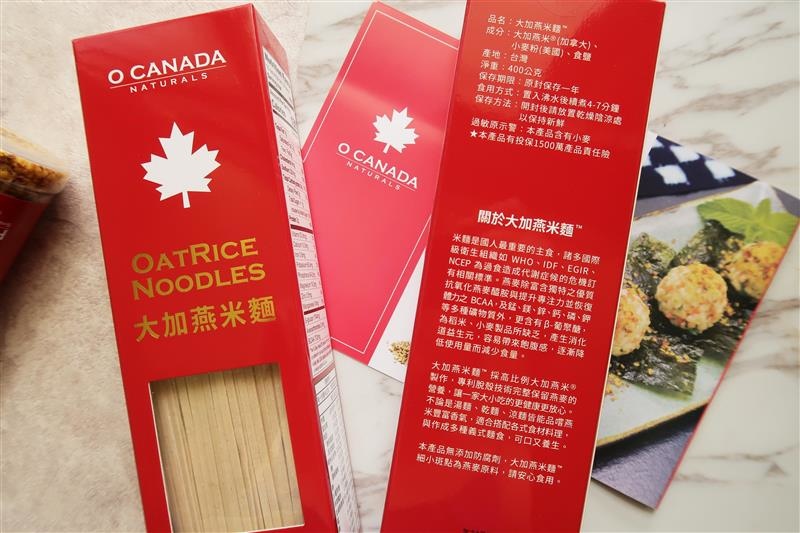 O CANADA
NATURALS
OATRICE
NOODLES
大加燕米麵
O CANADA
NATURALS
品名：大加燕米麵™
成分：大加燕米®(加拿大)、
小麥粉(美國)、食鹽
產地：台灣
淨重：400公克
保存期限：原封保存一年
食用方式：置入沸水後續煮4-7分鐘
保存方法：開封後請放置乾燥陰涼處
以保持新鮮
過敏原示警：本產品含有小麥
★本產品有投保1500萬產品責任險
關於大加燕米麵™
米麵是國人最重要的主食，諸多國際
級衛生組織如 WHO、IDF、EGIR、
NCEP 為過食造成代謝症候的危機訂
有相關標準。燕麥除富含獨特之優質
抗氧化燕麥醯胺與提升專注力並恢復
體力之 BCAA，及錳、鎂、鋅、鈣、磷、鉀
等多種礦物質外，更含有 β-葡聚醣，
為稻米、小麥製品所缺乏，產生消化
道益生元，容易帶來飽腹感，逐漸降
低使用量而減少食量。
大加燕米麵™ 採高比例大加燕米®
製作，專利脫殼技術完整保留燕麥的
營養，讓一家大小吃的更健康更放心。
不論是湯麵、乾麵、涼麵皆能品嚐燕
米豐富香氣，適合搭配各式食材料理，
與作成多種義式麵食，可口又養生。
本產品無添加防腐劑，大加燕米麵™
細小斑點為燕麥原料，請安心食用。